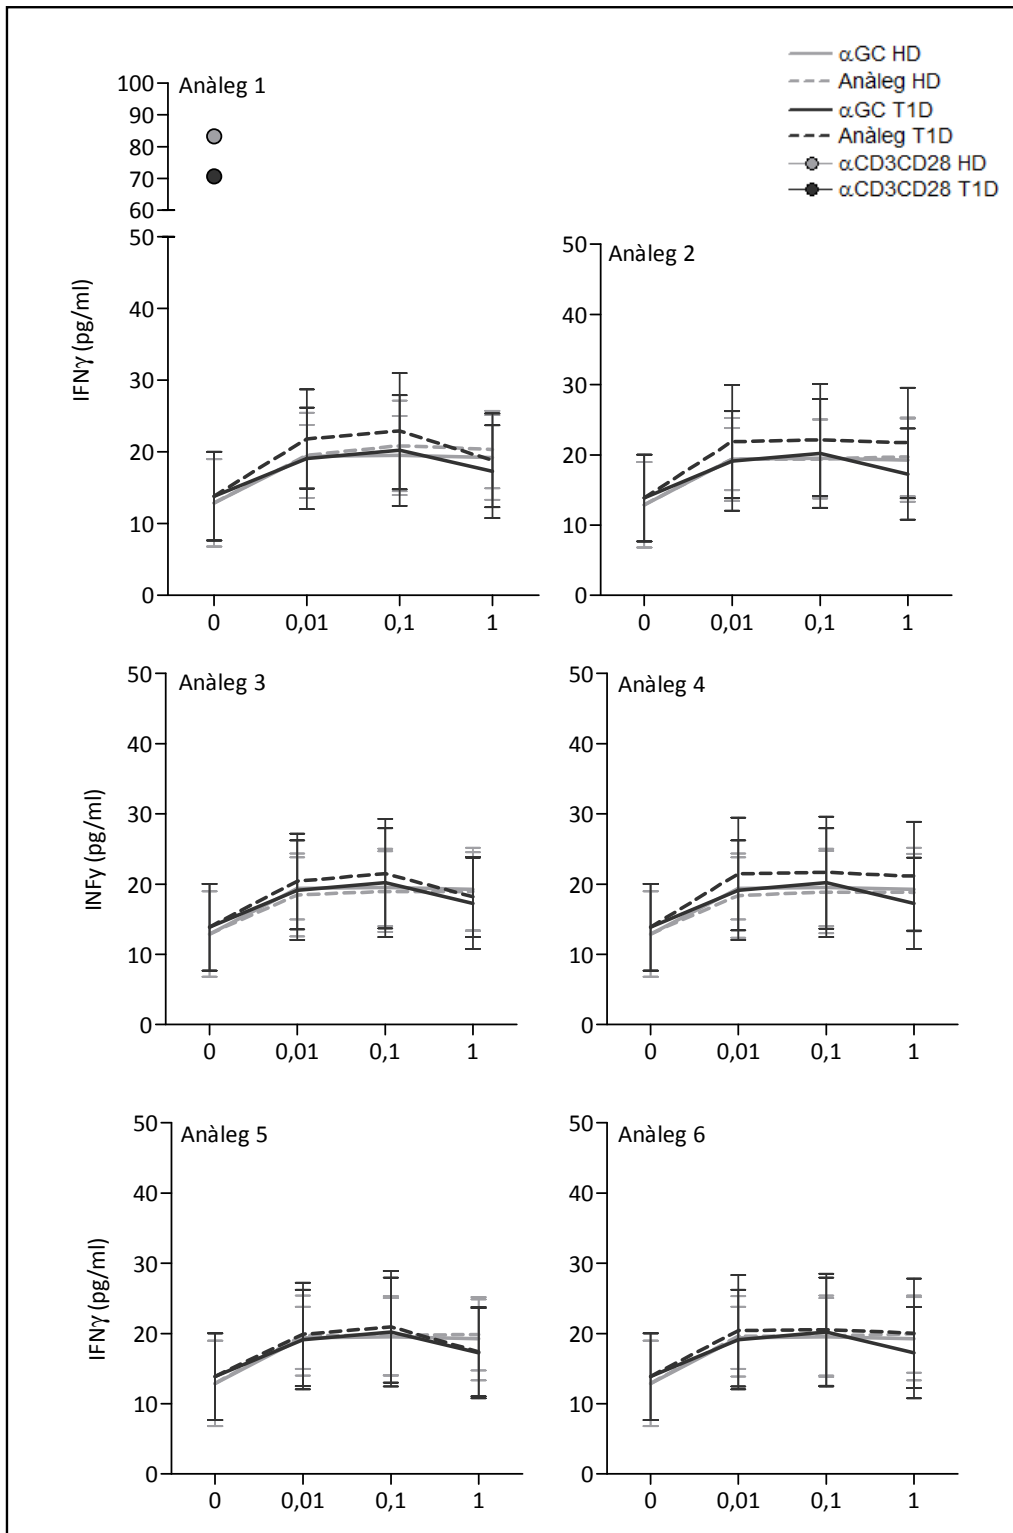 αGC HD
Anàleg HD
αGC T1D
Anàleg T1D
αCD3CD28 HD
αCD3CD28 T1D
Anàleg 1
100
90
80
70
60
50
40
30
20
10
0
IFNγ (pg/ml)
0 0,01 0,1 1
Anàleg 2
50
40
30
20
10
0
0 0,01 0,1 1
Anàleg 3
50
40
30
20
10
0
INFy (pg/ml)
0 0,01 0,1 1
Anàleg 4
50
40
30
20
10
0
0 0,01 0,1 1
Anàleg 5
50
40
30
20
10
0
IFNγ (pg/ml)
0 0,01 0,1 1
Anàleg 6
50
40
30
20
10
0
0 0,01 0,1 1